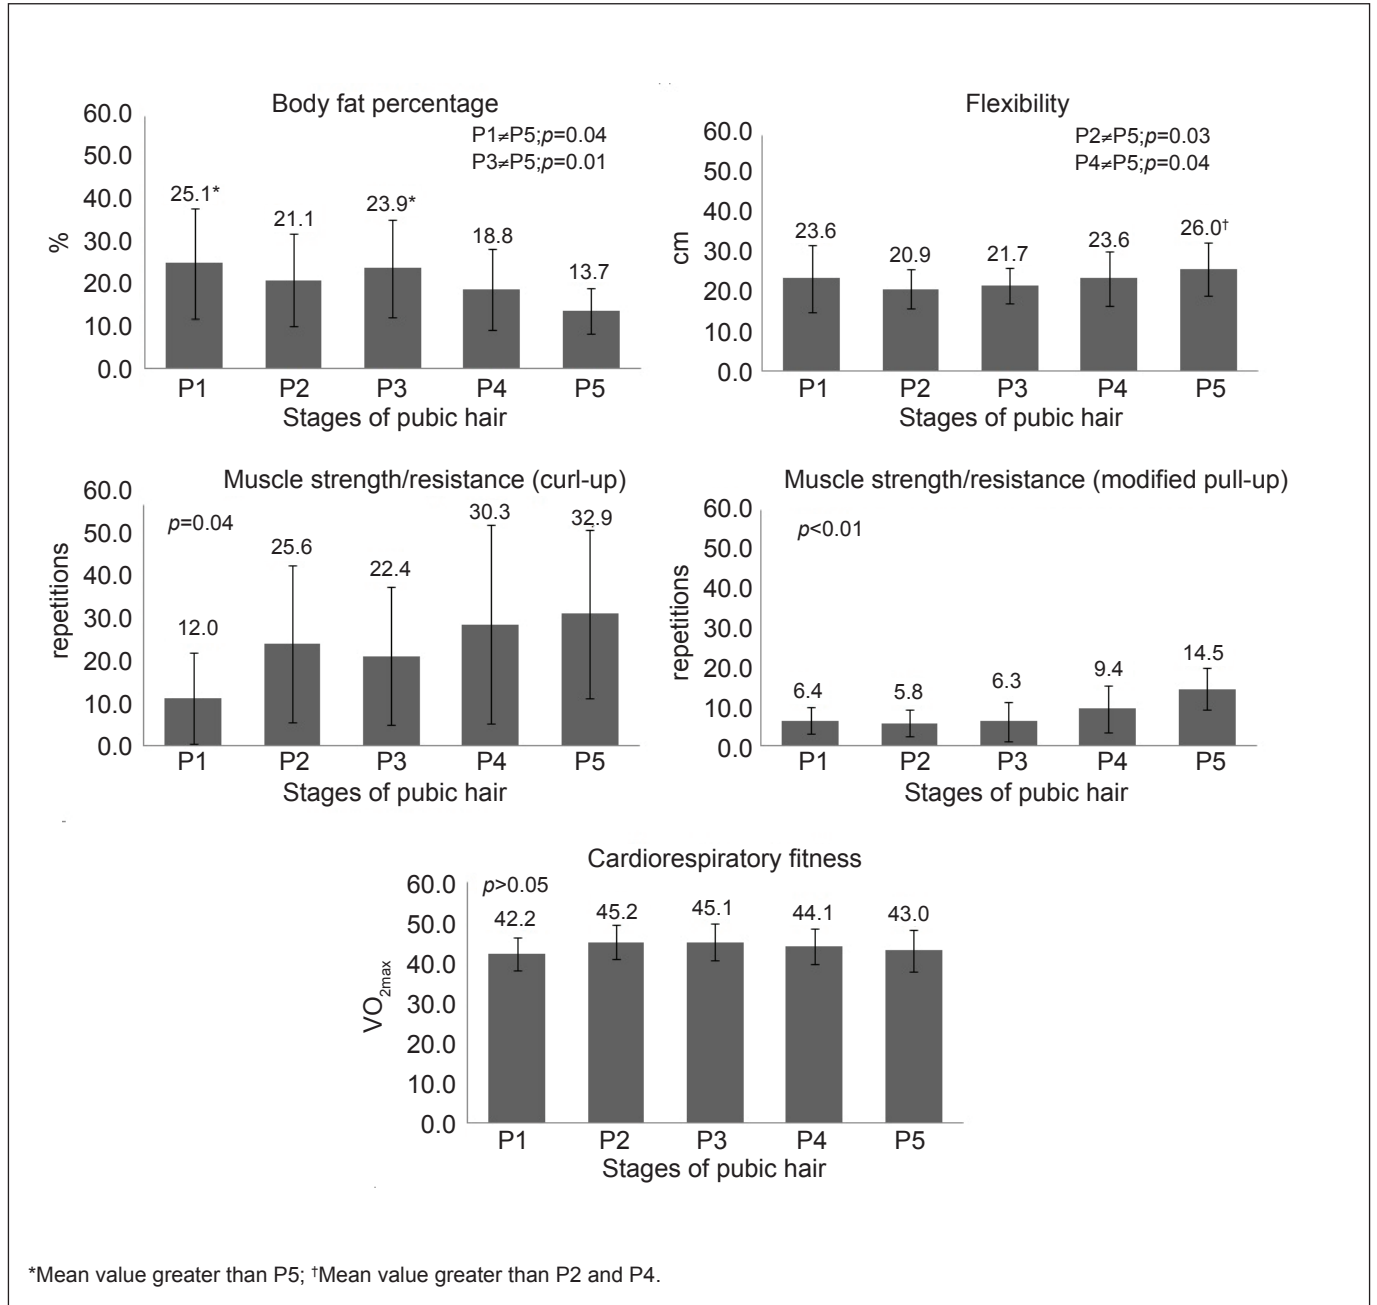 Body fat percentage
P1≠P5;p=0.04
P3≠P5;p=0.01
60.0
50.0
40.0
30.0
20.0
10.0
0.0
%
25.1*
21.1
23.9*
18.8
13.7
P1 P2 P3 P4 P5
Stages of pubic hair
Flexibility
P2≠P5;p=0.03
P4≠P5;p=0.04
60.0
50.0
40.0
30.0
20.0
10.0
0.0
cm
23.6
20.9
21.7
23.6
26.0†
P1 P2 P3 P4 P5
Stages of pubic hair
Muscle strength/resistance (curl-up)
p=0.04
60.0
50.0
40.0
30.0
20.0
10.0
0.0
repetitions
12.0
25.6
22.4
30.3
32.9
P1 P2 P3 P4 P5
Stages of pubic hair
Muscle strength/resistance (modified pull-up)
p<0.01
60.0
50.0
40.0
30.0
20.0
10.0
0.0
repetitions
6.4
5.8
6.3
9.4
14.5
P1 P2 P3 P4 P5
Stages of pubic hair
Cardiorespiratory fitness
p>0.05
60.0
50.0
40.0
30.0
20.0
10.0
0.0
VO2max
42.2
45.2
45.1
44.1
43.0
P1 P2 P3 P4 P5
Stages of pubic hair
*Mean value greater than P5; †Mean value greater than P2 and P4.